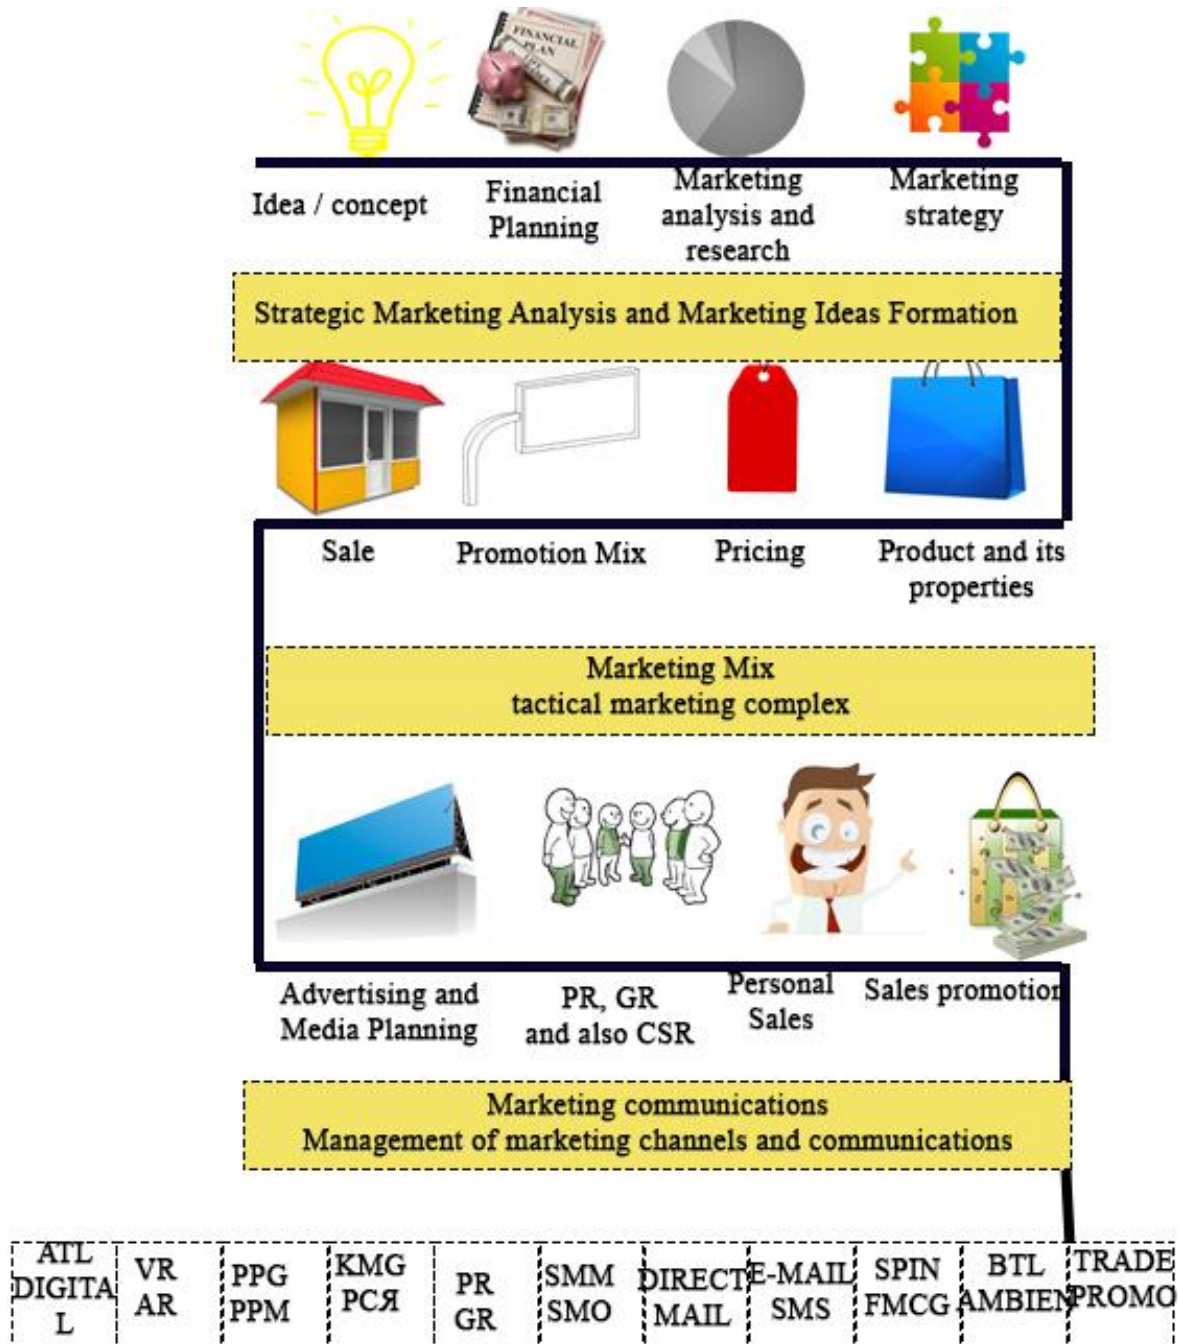 FINANCIAL
PLAN
Idea / concept
Financial
Planning
Marketing
analysis and
research
Marketing
strategy
Strategic Marketing Analysis and Marketing Ideas Formation
Sale
Promotion Mix
Pricing
Product and its
properties
Marketing Mix
tactical marketing complex
Advertising and
Media Planning
PR, GR
and also CSR
Personal
Sales
Sales promotion
Marketing communications
Management of marketing channels and communications
ATL
DIGITA
L
VR
AR
PPG
PPM
KMG
РСЯ
PR
GR
SMM
SMO
DIRECT
MAIL
E-MAIL
SMS
SPIN
FMCG
BTL
AMBIEN
TRADE
PROMO